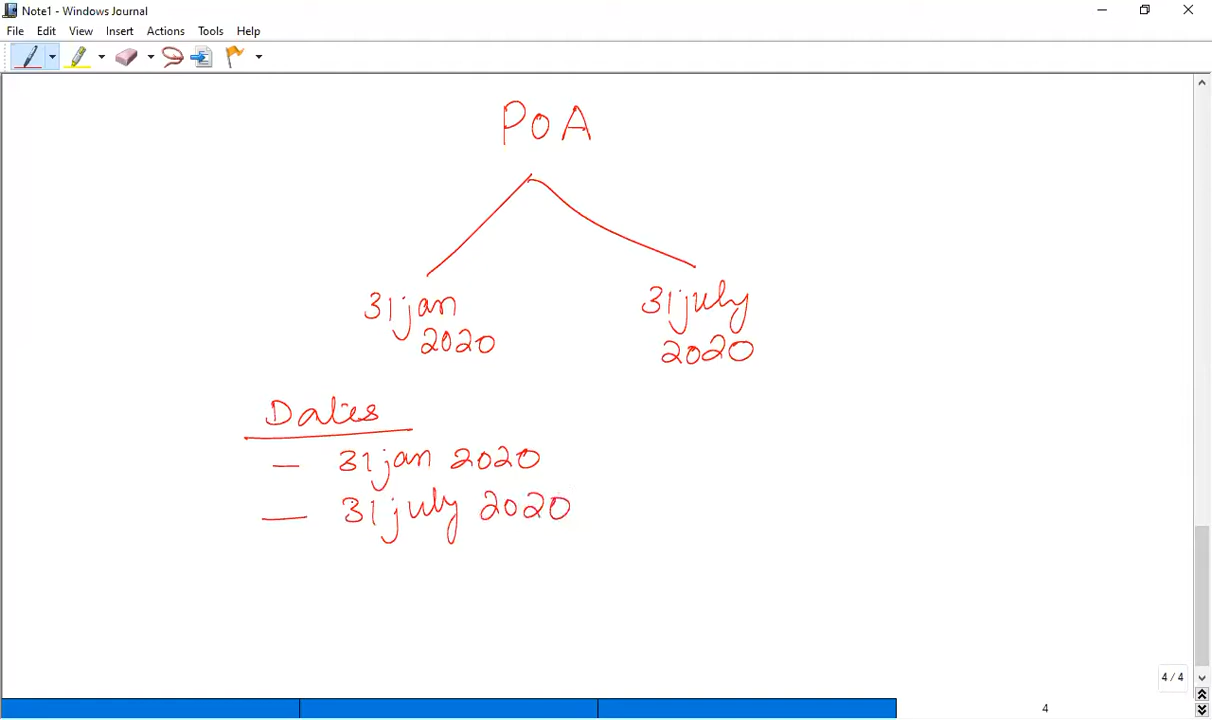 Note1 - Windows Journal
File Edit View Insert Actions Tools Help
PoA
31 jan
2020
31 july
2020
Dates
— 31 jan 2020
— 31 july 2020
4 / 4
4